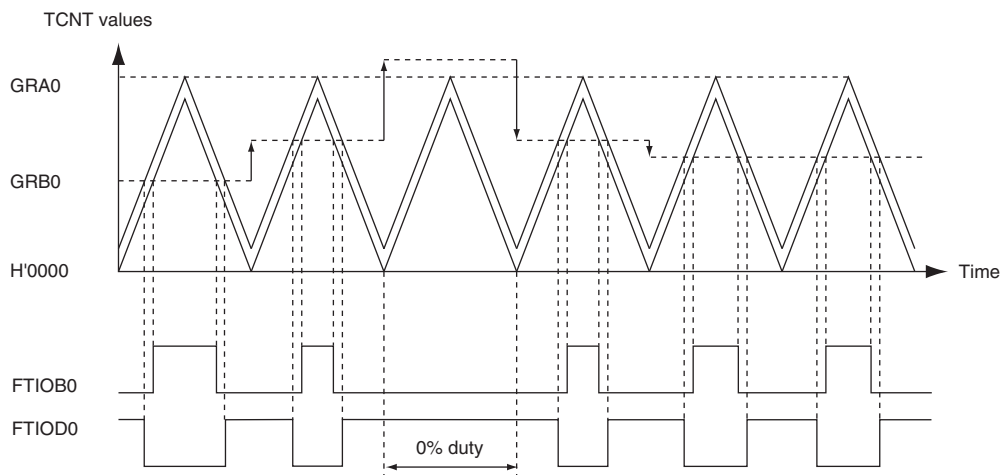 TCNT values
GRA0
GRB0
H'0000
Time
FTIOB0
FTIOD0
0% duty